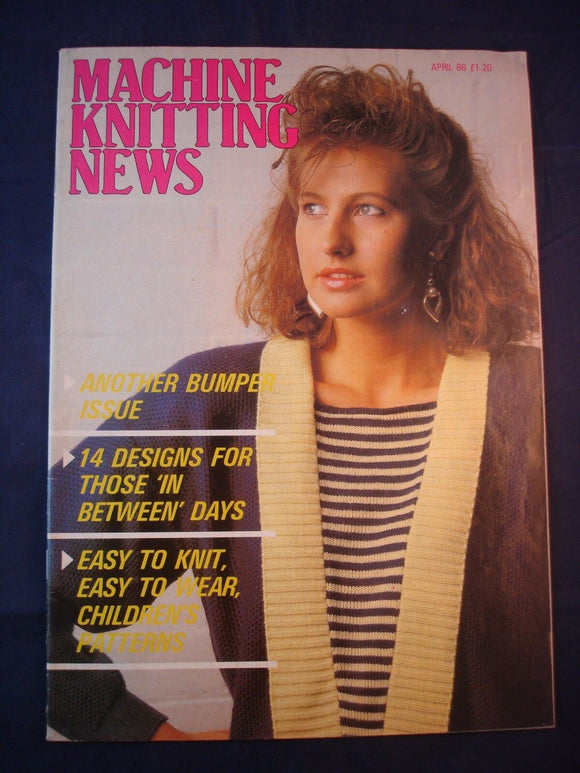 MACHINE
KNITTING
NEWS
APRIL 86 £1.20
ANOTHER BUMPER
ISSUE
14 DESIGNS FOR
THOSE 'IN
BETWEEN' DAYS
EASY TO KNIT,
EASY TO WEAR,
CHILDREN'S
PATTERNS